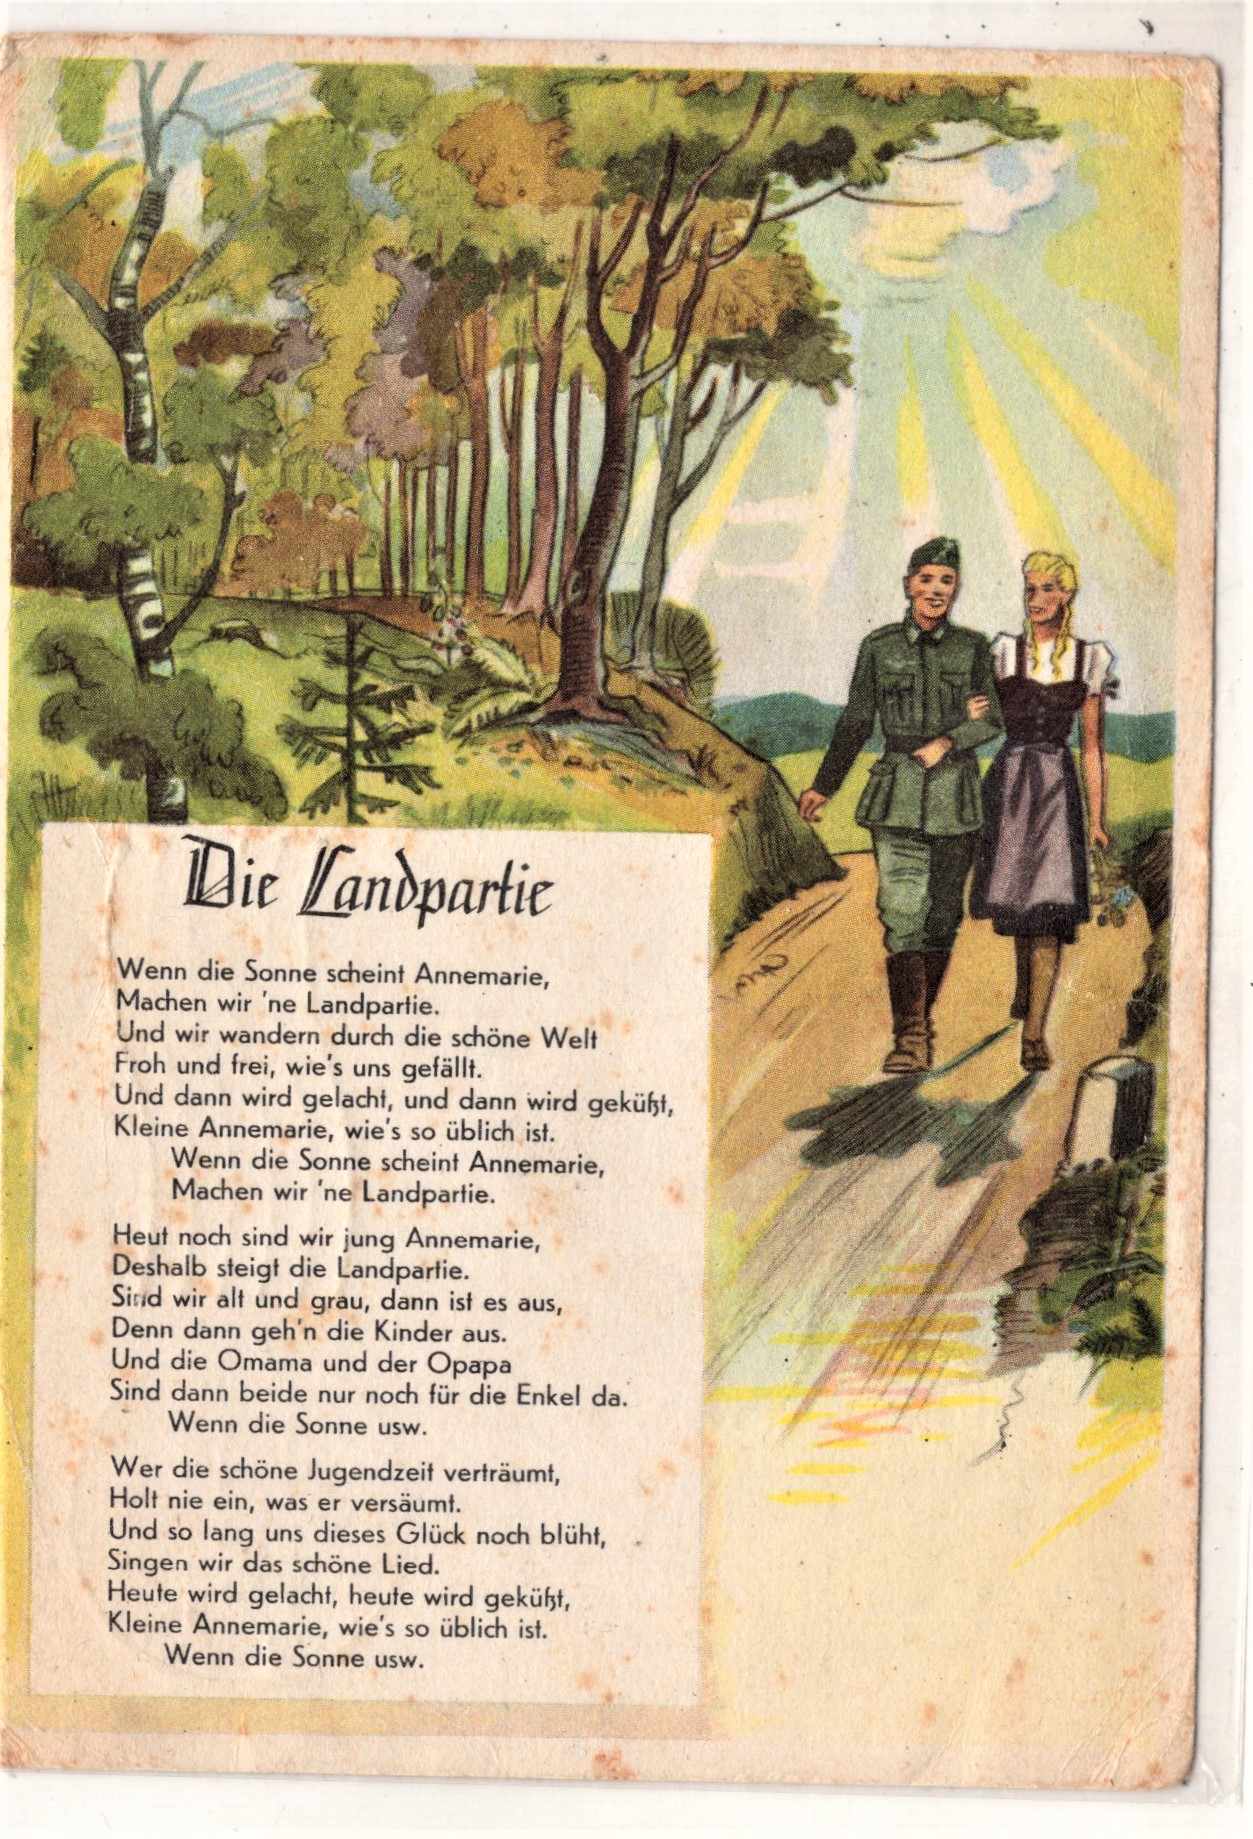 Die Landpartie
Wenn die Sonne scheint Annemarie,
Machen wir 'ne Landpartie.
Und wir wandern durch die schöne Welt
Froh und frei, wie's uns gefällt.
Und dann wird gelacht, und dann wird geküßt,
Kleine Annemarie, wie's so üblich ist.
Wenn die Sonne scheint Annemarie,
Machen wir 'ne Landpartie.
Heut noch sind wir jung Annemarie,
Deshalb steigt die Landpartie.
Sind wir alt und grau, dann ist es aus,
Denn dann geh'n die Kinder aus.
Und die Omama und der Opapa
Sind dann beide nur noch für die Enkel da.
Wenn die Sonne usw.
Wer die schöne Jugendzeit verträumt,
Holt nie ein, was er versäumt.
Und so lang uns dieses Glück noch blüht,
Singen wir das schöne Lied.
Heute wird gelacht, heute wird geküßt,
Kleine Annemarie, wie's so üblich ist.
Wenn die Sonne usw.